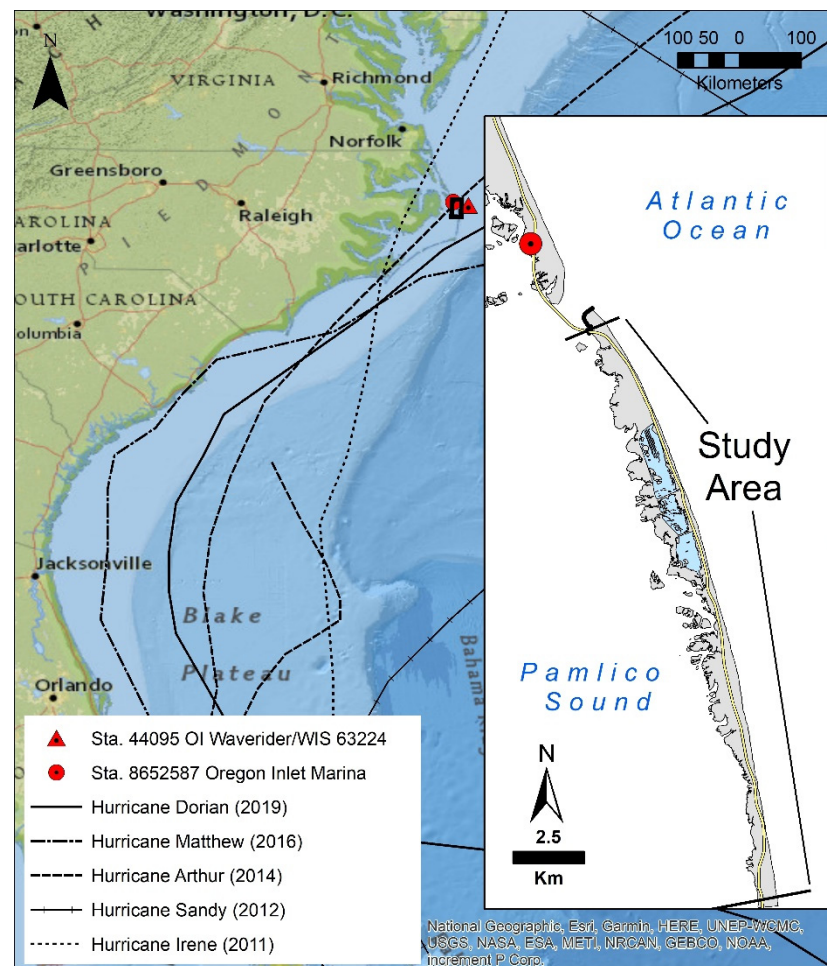 Washington, D.C.
N
100 50 0 100
Kilometers
VIRGINIA
Richmond
Norfolk
Greensboro
Raleigh
PIEDMONT
AROLINA
harlotte
OUTH CAROLINA
Columbia
olumbia
Jacksonville
Blake
Plateau
Orlando
Atlantic
Ocean
Study
Area
Pamlico
Sound
N
2.5
Km
Sta. 44095 OI Waverider/WIS 63224
Sta. 8652587 Oregon Inlet Marina
Hurricane Dorian (2019)
Hurricane Matthew (2016)
Hurricane Arthur (2014)
Hurricane Sandy (2012)
Hurricane Irene (2011)
National Geographic, Esri, Garmin, HERE, UNEP-WCMC,
USGS, NASA, ESA, METI, NRCAN, GEBCO, NOAA,
increment P Corp.